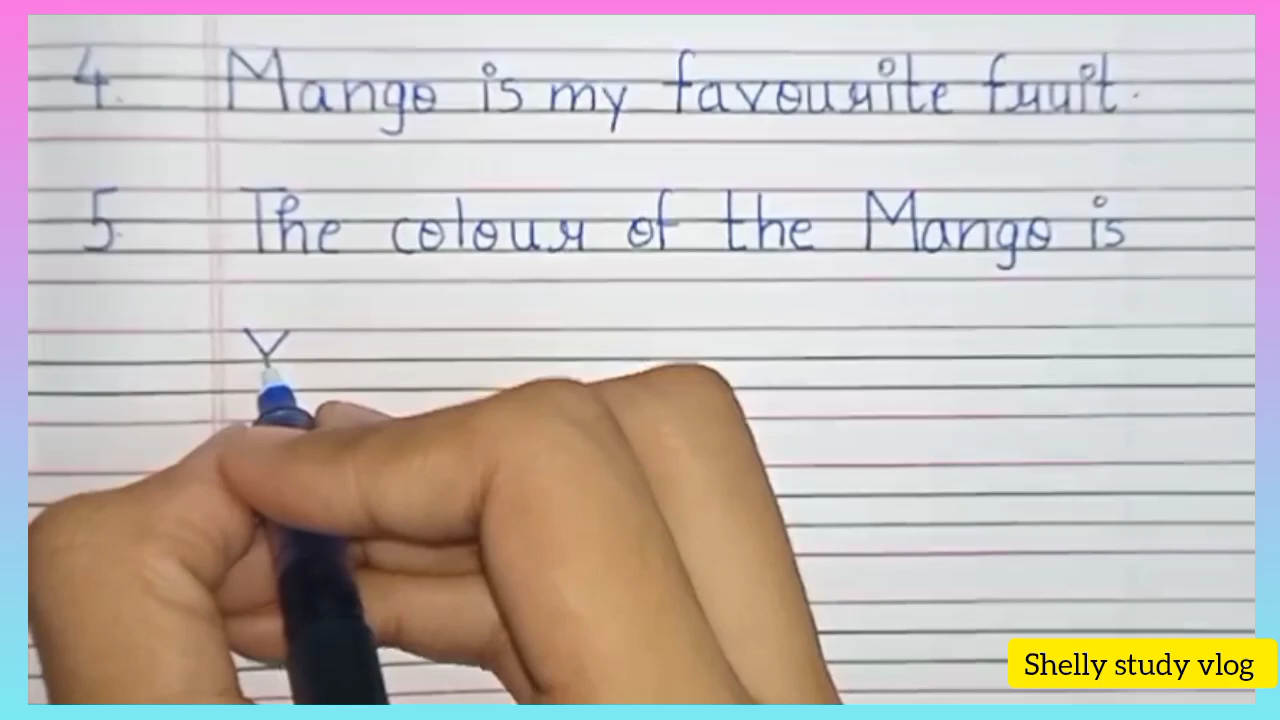 4. Mango is my favourite fruit.
5. The colour of the Mango is
Y
Shelly study vlog